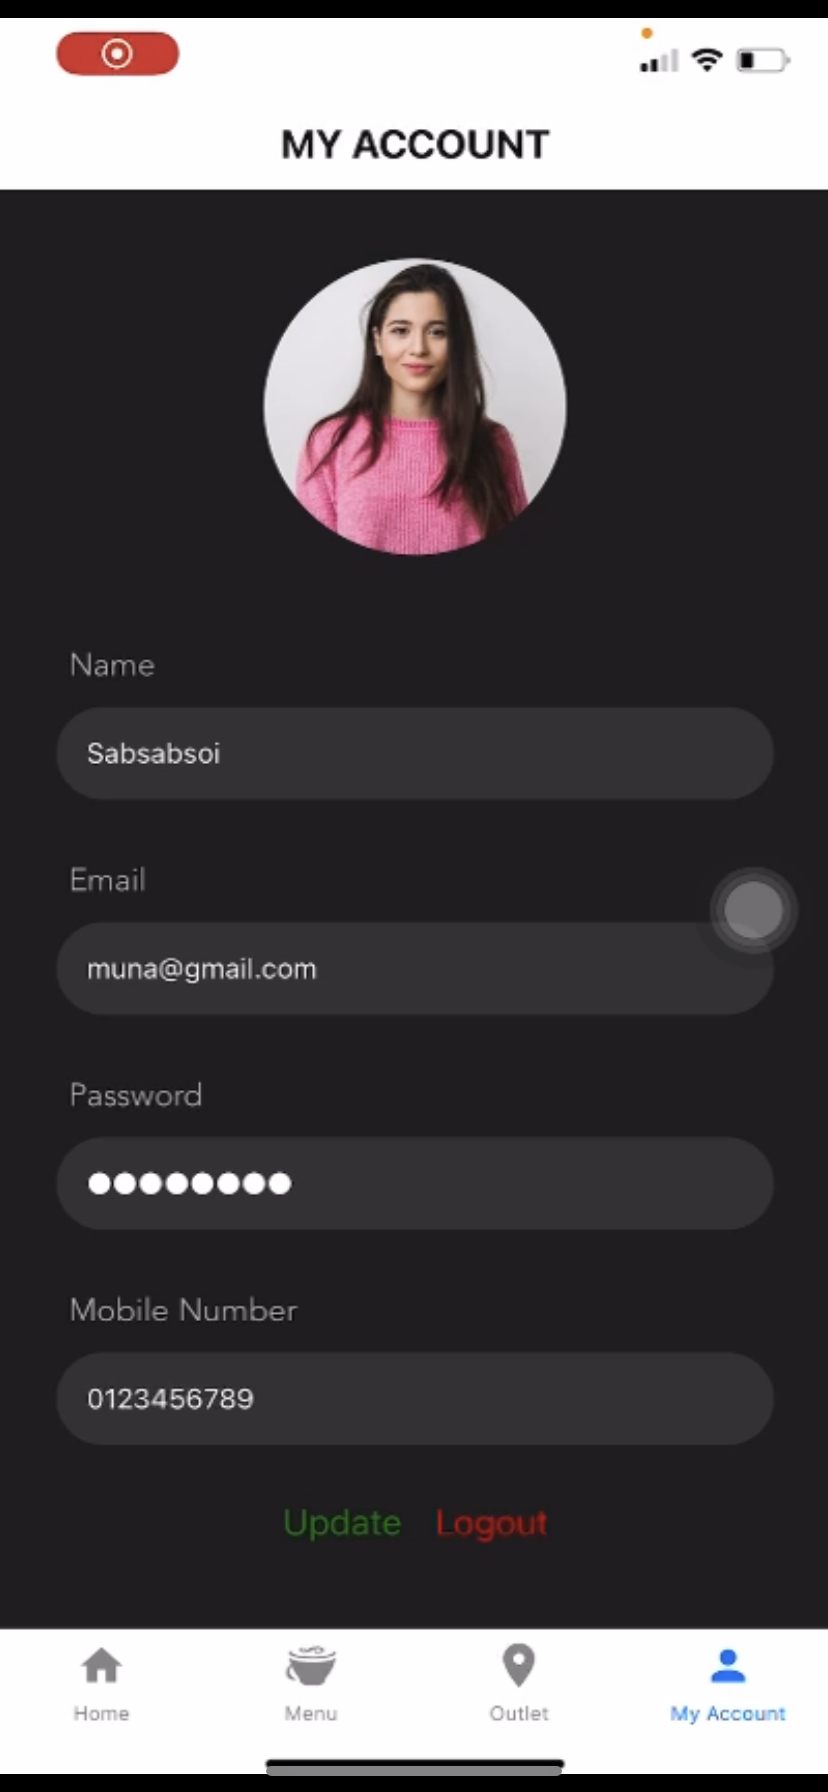 MY ACCOUNT
Name
Sabsabsoi
Email
muna@gmail.com
Password
●●●●●●●●
Mobile Number
0123456789
Update Logout
Home Menu Outlet My Account